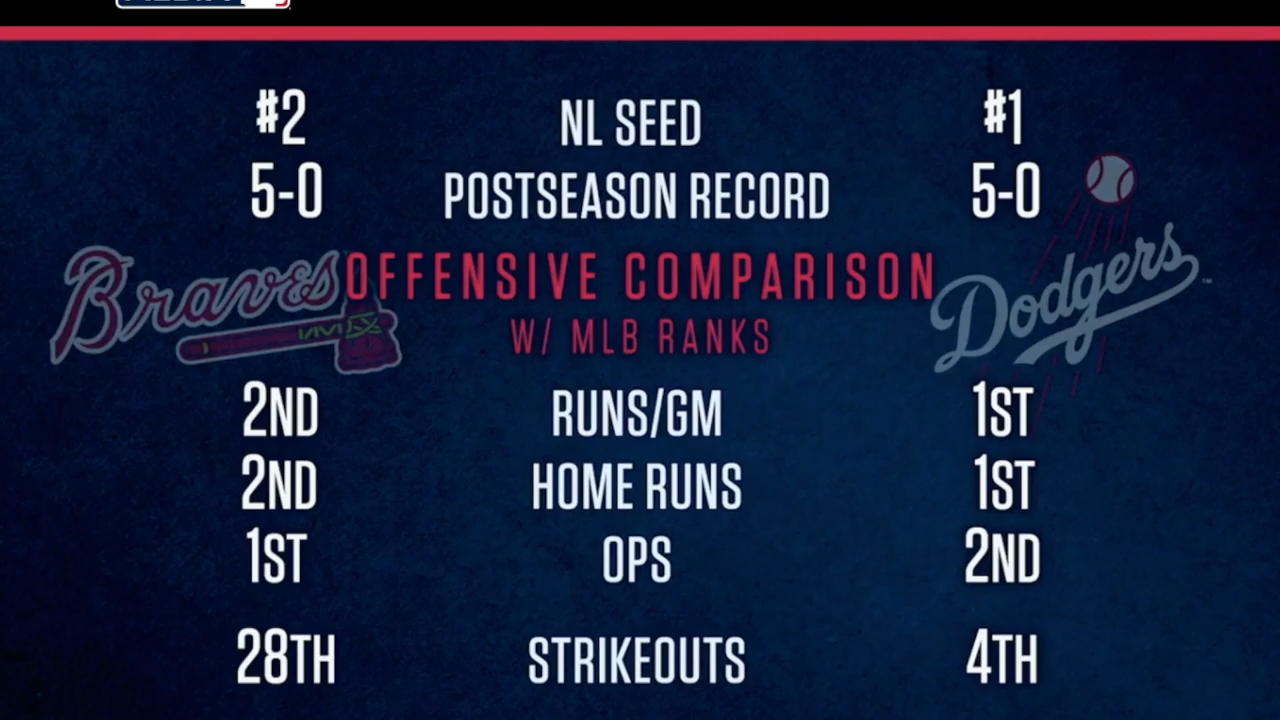 #2 NL SEED #1
5-0 POSTSEASON RECORD 5-0
Braves OFFENSIVE COMPARISON Dodgers
W/ MLB RANKS
2ND RUNS/GM 1ST
2ND HOME RUNS 1ST
1ST OPS 2ND
28TH STRIKEOUTS 4TH